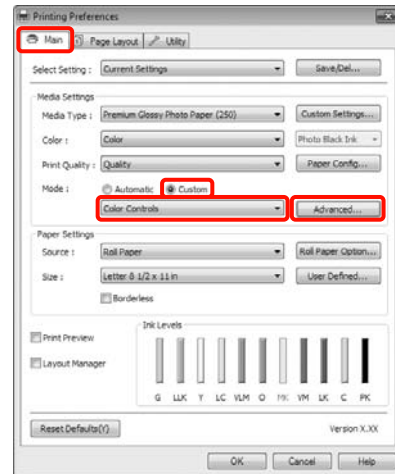 Printing Preferences
Main Page Layout Utility
Select Setting : Current Settings Save/Del...
Media Settings
Media Type : Premium Glossy Photo Paper (250) Custom Settings...
Color : Color Photo Black Ink
Print Quality : Quality Paper Config...
Mode : Automatic Custom
Color Controls Advanced...
Paper Settings
Source : Roll Paper Roll Paper Option...
Size : Letter 8 1/2 x 11 in User Defined...
Borderless
Ink Levels
Print Preview
Layout Manager
G LLK Y LC VLM O MK VM LK C PK
Reset Defaults(Y) Version X.XX
OK Cancel Help